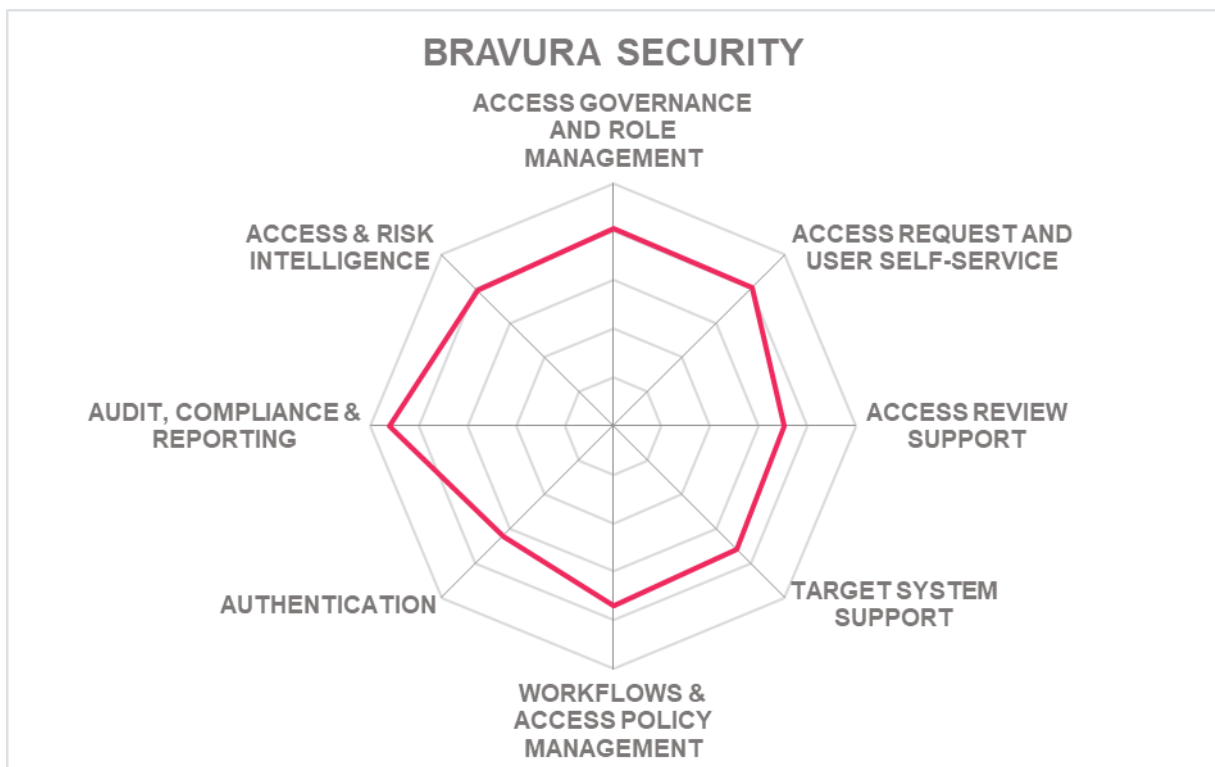 BRAVURA SECURITY
ACCESS GOVERNANCE
AND ROLE
MANAGEMENT
ACCESS REQUEST AND
USER SELF-SERVICE
ACCESS REVIEW
SUPPORT
TARGET SYSTEM
SUPPORT
WORKFLOWS &
ACCESS POLICY
MANAGEMENT
AUTHENTICATION
AUDIT, COMPLIANCE &
REPORTING
ACCESS & RISK
INTELLIGENCE